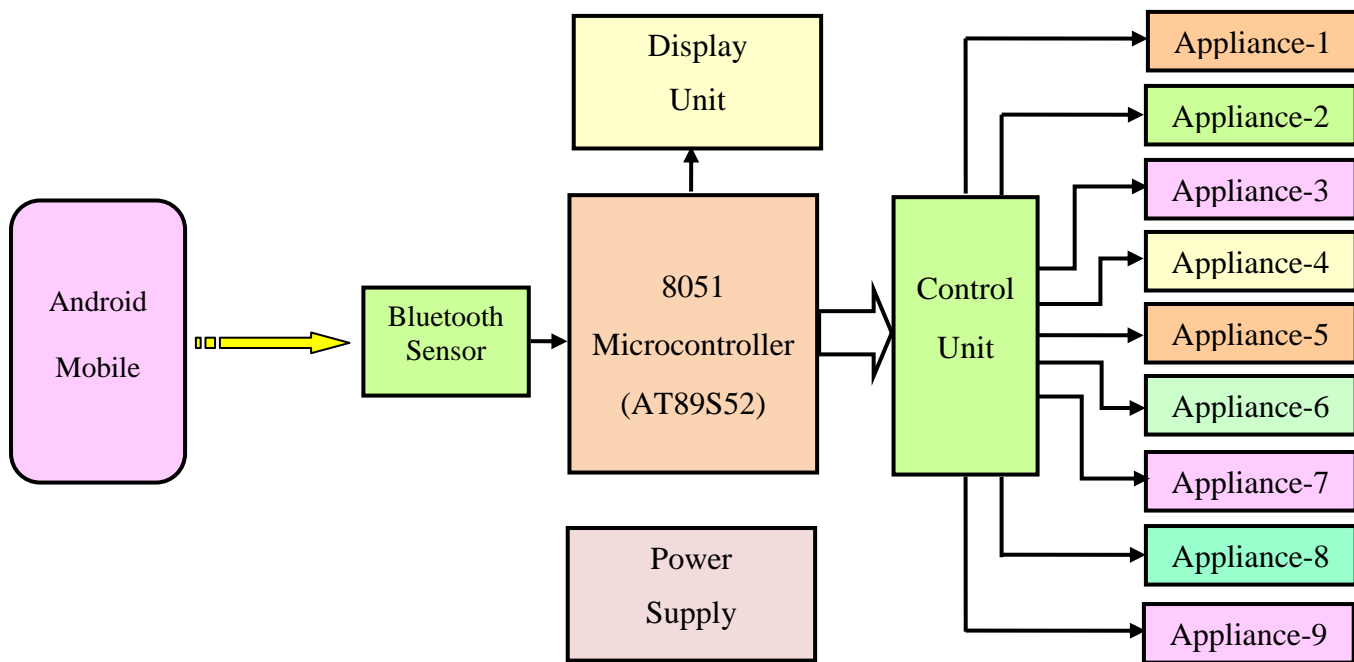 Android
Mobile
Bluetooth
Sensor
Display
Unit
8051
Microcontroller
(AT89S52)
Power
Supply
Control
Unit
Appliance-1
Appliance-2
Appliance-3
Appliance-4
Appliance-5
Appliance-6
Appliance-7
Appliance-8
Appliance-9